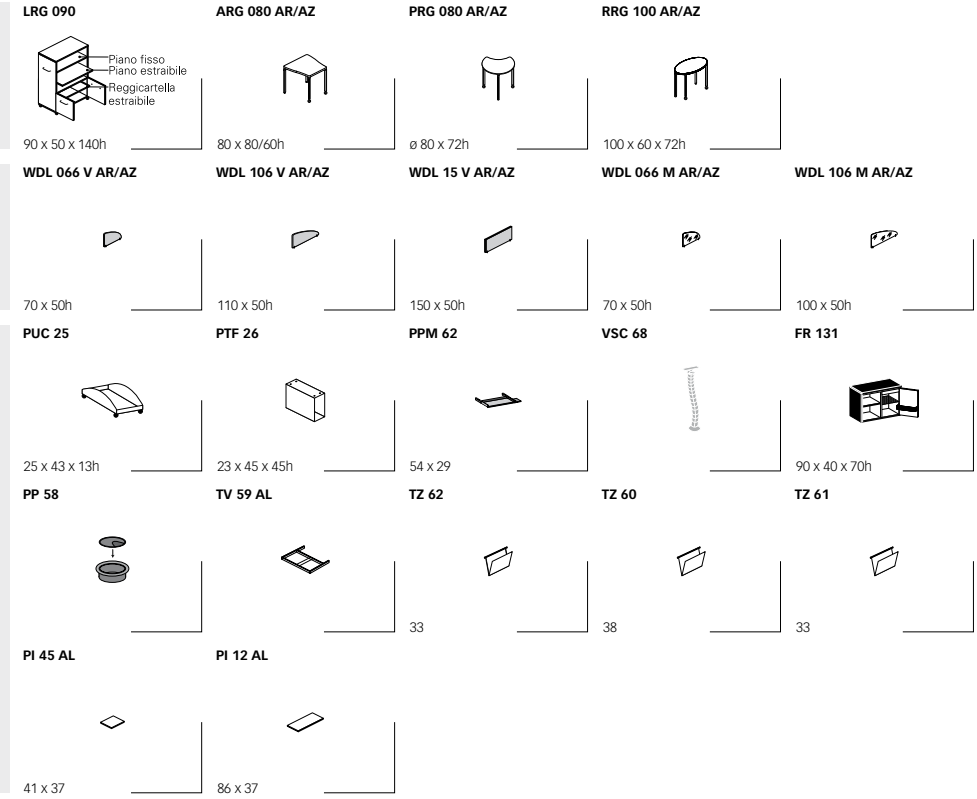 LRG 090
ARG 080 AR/AZ
PRG 080 AR/AZ
RRG 100 AR/AZ
Piano fisso
Piano estraibile
Reggicartella
estraibile
90 x 50 x 140h
80 x 80/60h
ø 80 x 72h
100 x 60 x 72h
WDL 066 V AR/AZ
WDL 106 V AR/AZ
WDL 15 V AR/AZ
WDL 066 M AR/AZ
WDL 106 M AR/AZ
70 x 50h
110 x 50h
150 x 50h
70 x 50h
100 x 50h
PUC 25
PTF 26
PPM 62
VSC 68
FR 131
25 x 43 x 13h
23 x 45 x 45h
54 x 29
90 x 40 x 70h
PP 58
TV 59 AL
TZ 62
TZ 60
TZ 61
33
38
33
PI 45 AL
PI 12 AL
41 x 37
86 x 37